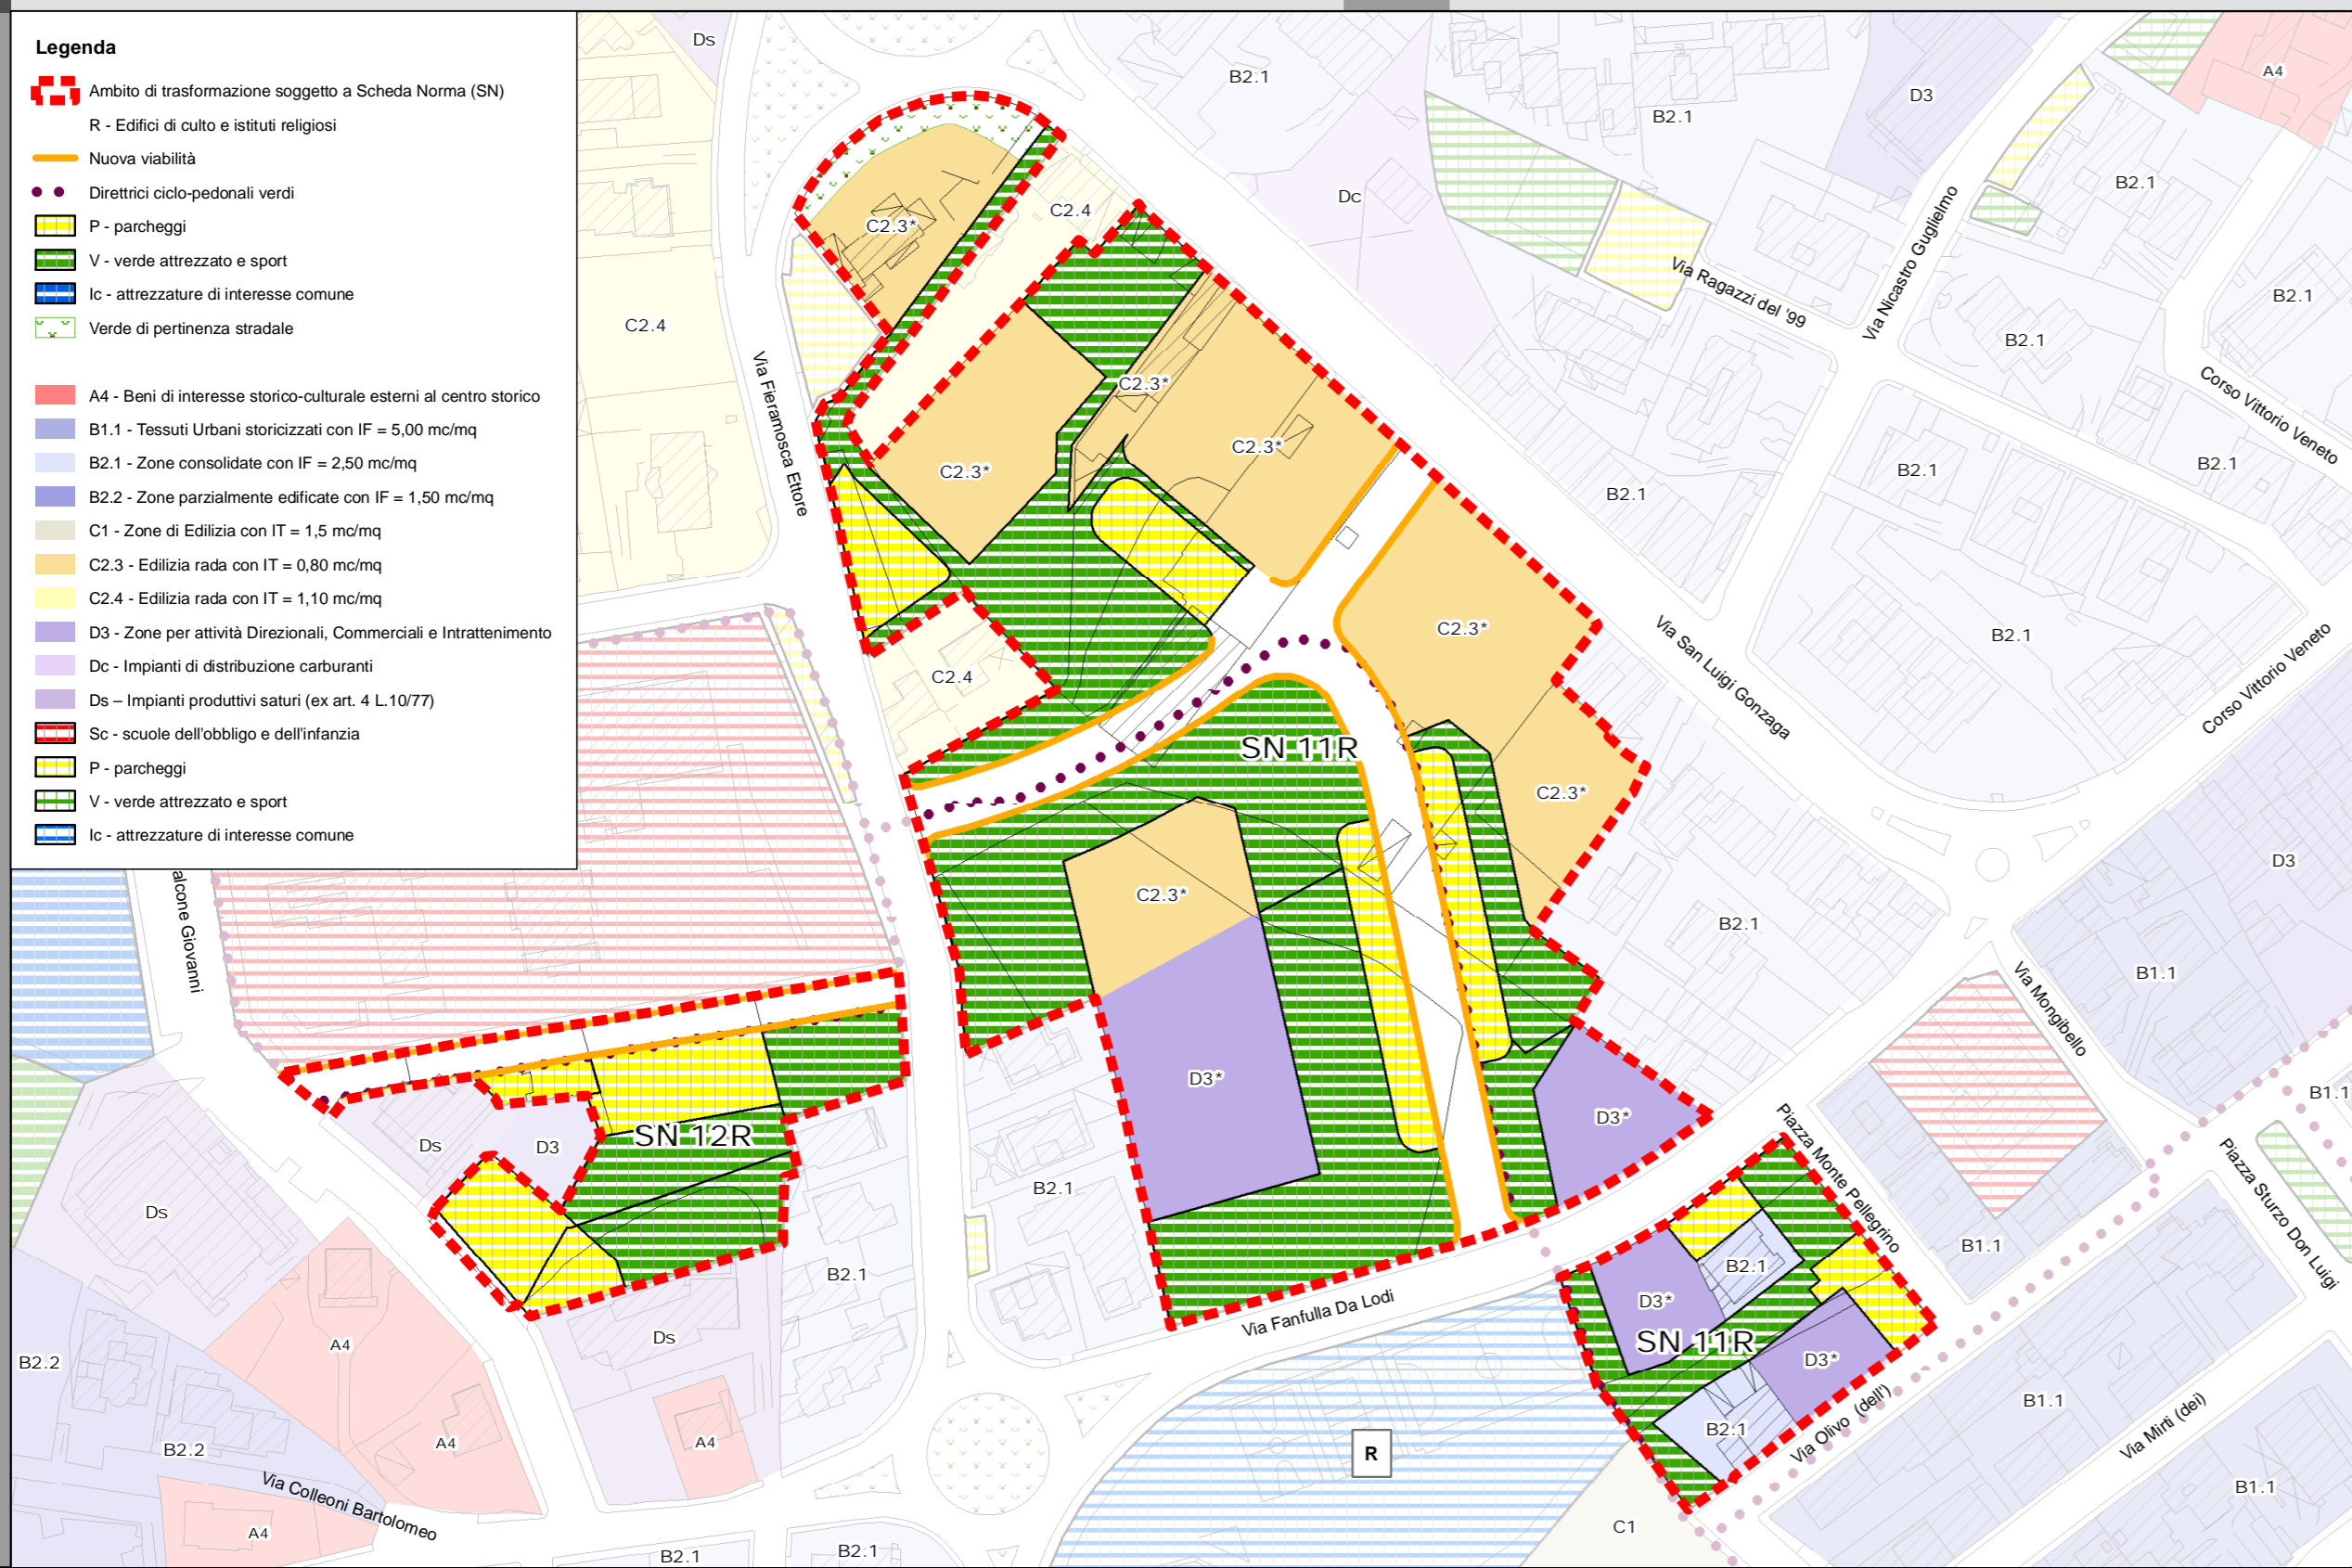 Legenda
Ambito di trasformazione soggetto a Scheda Norma (SN)
R - Edifici di culto e istituti religiosi
Nuova viabilità
Direttrici ciclo-pedonali verdi
P - parcheggi
V - verde attrezzato e sport
Ic - attrezzature di interesse comune
Verde di pertinenza stradale
A4 - Beni di interesse storico-culturale esterni al centro storico
B1.1 - Tessuti Urbani storicizzati con IF = 5,00 mc/mq
B2.1 - Zone consolidate con IF = 2,50 mc/mq
B2.2 - Zone parzialmente edificate con IF = 1,50 mc/mq
C1 - Zone di Edilizia con IT = 1,5 mc/mq
C2.3 - Edilizia rada con IT = 0,80 mc/mq
C2.4 - Edilizia rada con IT = 1,10 mc/mq
D3 - Zone per attività Direzionali, Commerciali e Intrattenimento
Dc - Impianti di distribuzione carburanti
Ds – Impianti produttivi saturi (ex art. 4 L.10/77)
Sc - scuole dell'obbligo e dell'infanzia
P - parcheggi
V - verde attrezzato e sport
Ic - attrezzature di interesse comune
Ds
B2.1
A4
D3
B2.1
B2.1
Dc
C2.4
C2.3*
Via Nicastro Guglielmo
Via Ragazzi del '99
B2.1
C2.4
B2.1
Via Fieramosca Ettore
C2.3*
Corso Vittorio Veneto
C2.3*
C2.3*
B2.1
B2.1
B2.1
C2.3*
B2.1
Via San Luigi Gonzaga
Corso Vittorio Veneto
C2.4
SN 11R
C2.3*
D3
C2.3*
B2.1
alcone Giovanni
B1.1
Via Mongibello
D3*
B1.1
D3*
Piazza Monte Pellegrino
SN 12R
Ds
D3
B2.1
Ds
Piazza Sturzo Don Luigi
B1.1
B2.1
B2.1
D3*
Via Fanfulla Da Lodi
Ds
A4
SN 11R
D3*
B2.2
B1.1
B2.1
Via Olivo (dell')
Via Mirti (dei)
A4
A4
B2.2
R
B1.1
Via Colleoni Bartolomeo
A4
C1
B2.1
B2.1